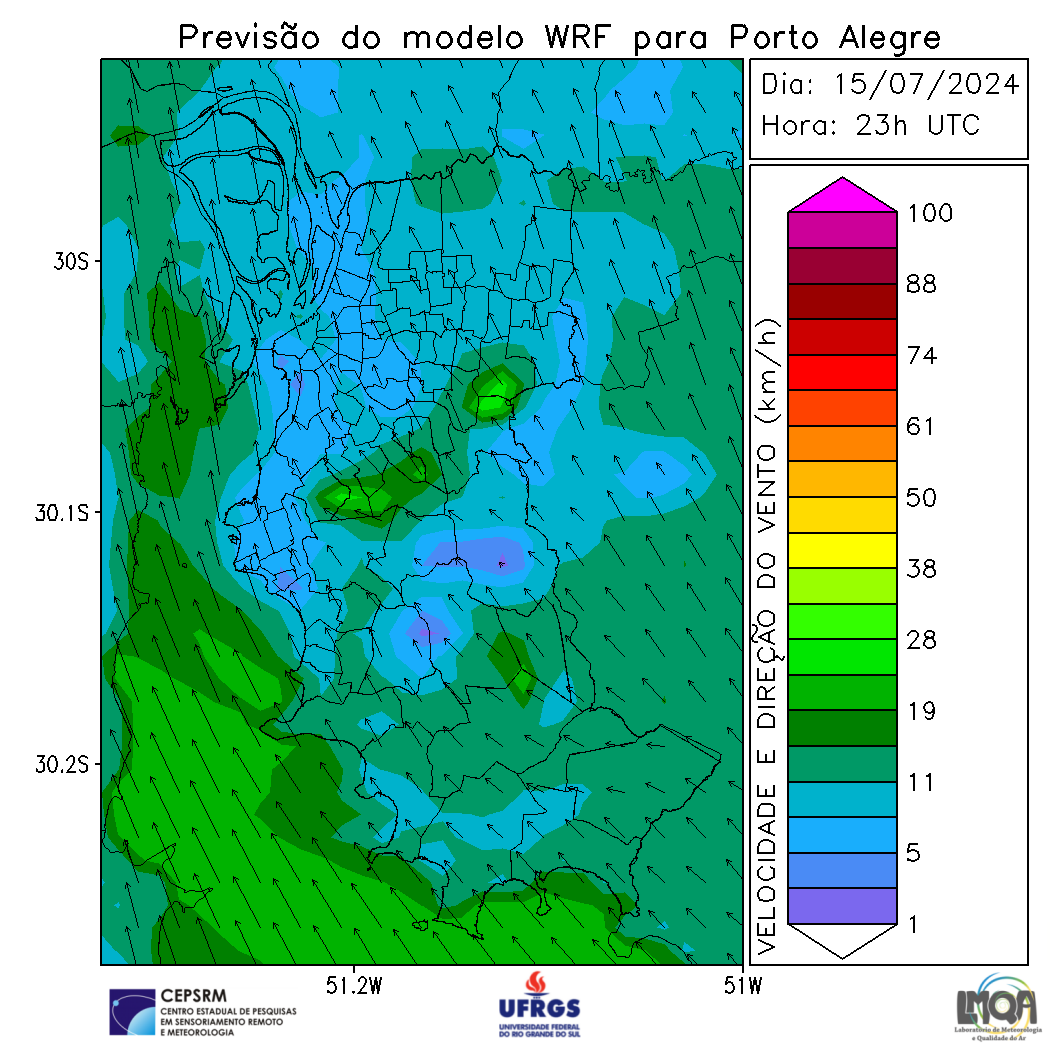 Previsão do modelo WRF para Porto Alegre
Dia: 15/07/2024
Hora: 23h UTC
30S
30.1S
30.2S
51.2W
51W
VELOCIDADE E DIREÇÃO DO VENTO (km/h)
100
88
74
61
50
38
28
19
11
5
1
CEPSRM
CENTRO ESTADUAL DE PESQUISAS
EM SENSORIAMENTO REMOTO
E METEOROLOGIA
UFRGS
UNIVERSIDADE FEDERAL
DO RIO GRANDE DO SUL
LMQA
Laboratório de Meteorologia
e Qualidade do Ar